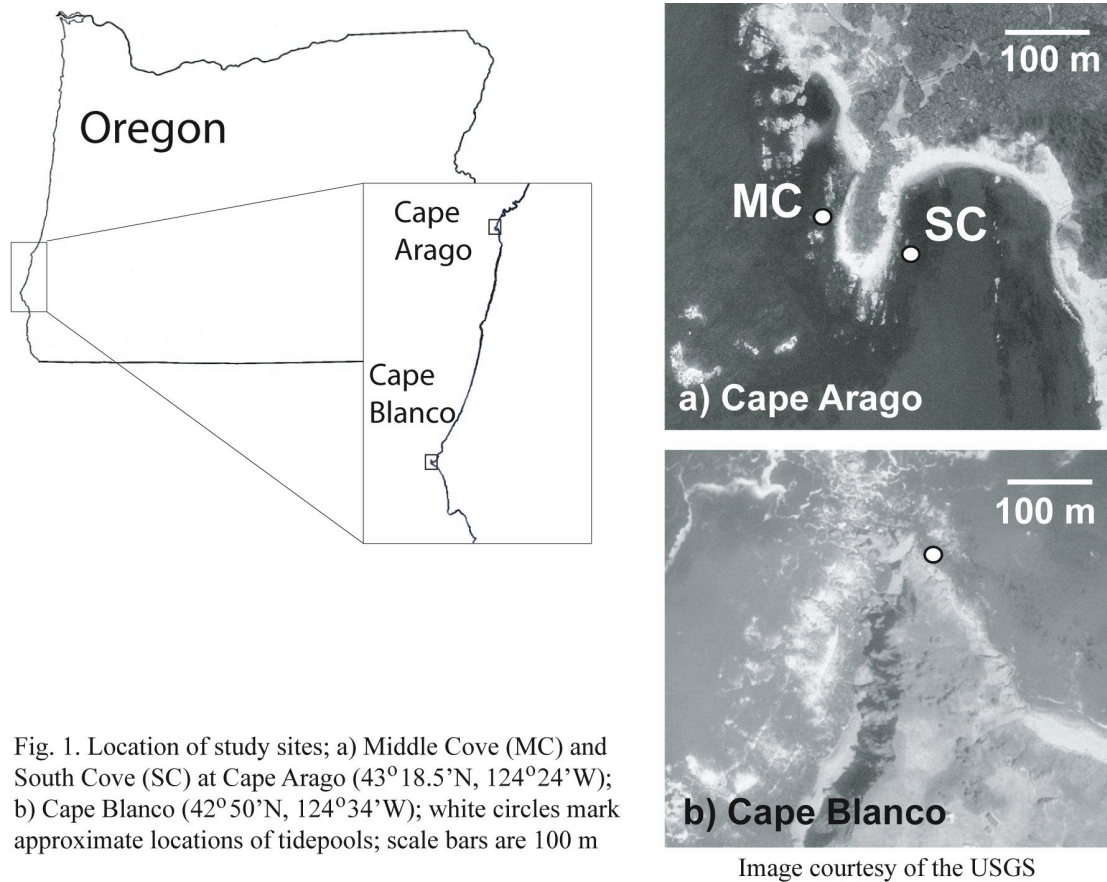 Oregon
Cape
Arago
Cape
Blanco
100 m
MC
SC
a) Cape Arago
100 m
b) Cape Blanco
Fig. 1. Location of study sites; a) Middle Cove (MC) and
South Cove (SC) at Cape Arago (43°18.5’N, 124°24’W);
b) Cape Blanco (42°50’N, 124°34’W); white circles mark
approximate locations of tidepools; scale bars are 100 m
Image courtesy of the USGS